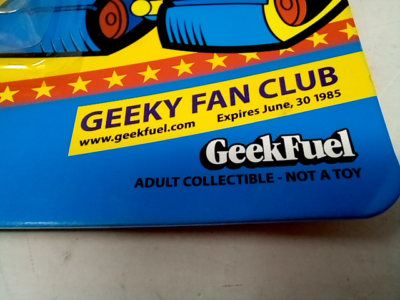 GEEKY FAN CLUB
www.geekfuel.com Expires June, 30 1985
GeekFuel
ADULT COLLECTIBLE - NOT A TOY